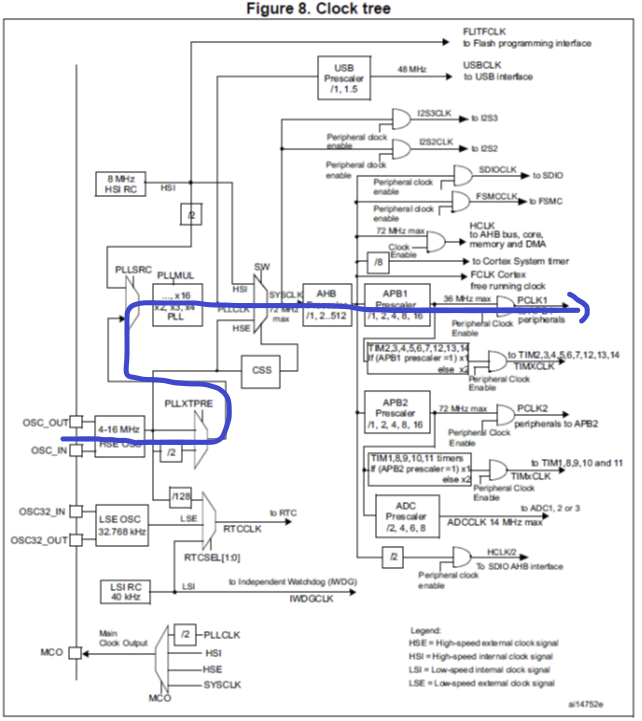 Figure 8. Clock tree
FLITFCLK
to Flash programming interface
USB
Prescaler
/1, 1.5
48 MHz
USBCLK
to USB interface
I2S3CLK
to I2S3
Peripheral clock
enable
I2S2CLK
to I2S2
Peripheral clock
enable
SDIOCLK
to SDIO
Peripheral clock
enable
FSMCCLK
to FSMC
Peripheral clock
enable
8 MHz
HSI RC
HSI
/2
HCLK
to AHB bus, core,
memory and DMA
72 MHz max
Clock
Enable
/8
to Cortex System timer
FCLK Cortex
free running clock
PLLSRC
PLLMUL
..., x16
x2, x3, x4
PLL
SW
HSI
PLLCLK
HSE
SYSCLK
72 MHz
max
AHB
Prescaler
/1, 2..512
APB1
Prescaler
/1, 2, 4, 8, 16
36 MHz max
PCLK1
peripherals
Peripheral Clock
Enable
CSS
TIM2,3,4,5,6,7,12,13,14
If (APB1 prescaler =1) x1
else x2
to TIM2,3,4,5,6,7,12,13,14
TIMXCLK
Peripheral Clock
Enable
PLLXTPRE
OSC_OUT
OSC_IN
4-16 MHz
HSE OSC
/2
APB2
Prescaler
/1, 2, 4, 8, 16
72 MHz max
PCLK2
peripherals to APB2
Peripheral Clock
Enable
TIM1,8,9,10,11 timers
If (APB2 prescaler =1) x1
else x2
to TIM1,8,9,10 and 11
TIMxCLK
Peripheral Clock
Enable
/128
OSC32_IN
OSC32_OUT
LSE OSC
32.768 kHz
LSE
to RTC
RTCCLK
RTCSEL[1:0]
ADC
Prescaler
/2, 4, 6, 8
to ADC1, 2 or 3
ADCCLK 14 MHz max
/2
HCLK/2
To SDIO AHB interface
Peripheral clock
enable
LSI RC
40 kHz
LSI
to Independent Watchdog (IWDG)
IWDGCLK
MCO
Main
Clock Output
/2
PLLCLK
HSI
HSE
SYSCLK
MCO
Legend:
HSE = High-speed external clock signal
HSI = High-speed internal clock signal
LSI = Low-speed internal clock signal
LSE = Low-speed external clock signal
ai14752e